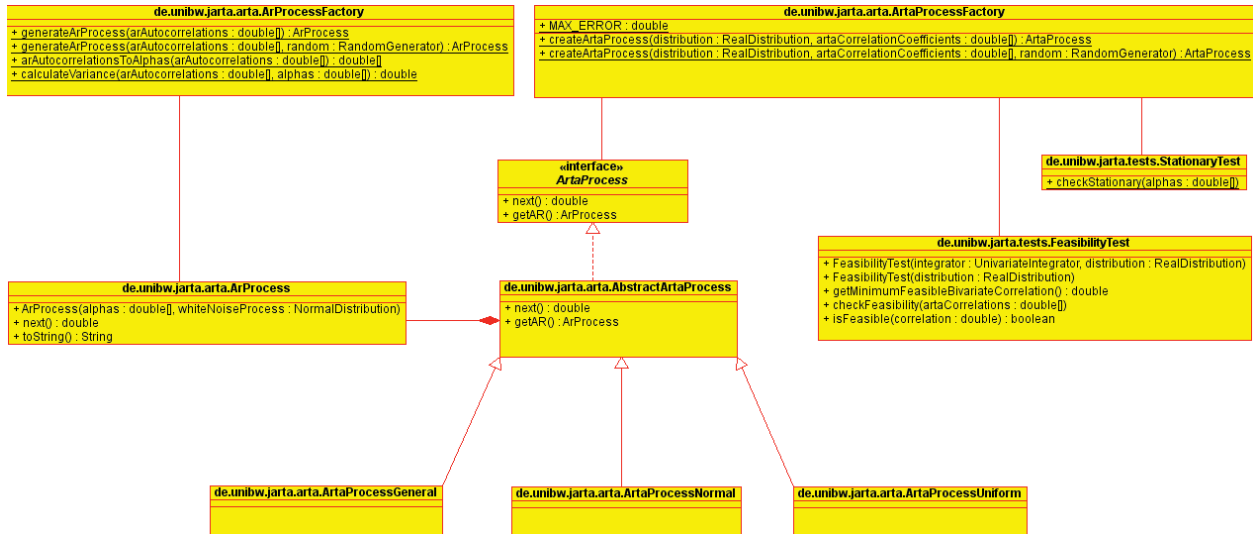 de.unibw.jarta.arta.ArProcessFactory
+ generateArProcess(arAutocorrelations : double[]) : ArProcess
+ generateArProcess(arAutocorrelations : double[], random : RandomGenerator) : ArProcess
+ arAutocorrelationsToAlphas(arAutocorrelations : double[]) : double[]
+ calculateVariance(arAutocorrelations : double[], alphas : double[]) : double
de.unibw.jarta.arta.ArtaProcessFactory
+ MAX_ERROR : double
+ createArtaProcess(distribution : RealDistribution, artaCorrelationCoefficients : double[]) : ArtaProcess
+ createArtaProcess(distribution : RealDistribution, artaCorrelationCoefficients : double[], random : RandomGenerator) : ArtaProcess
«interface»
ArtaProcess
+ next() : double
+ getAR() : ArProcess
de.unibw.jarta.tests.StationaryTest
+ checkStationary(alphas : double[])
de.unibw.jarta.tests.FeasibilityTest
+ FeasibilityTest(integrator : UnivariateIntegrator, distribution : RealDistribution)
+ FeasibilityTest(distribution : RealDistribution)
+ getMinimumFeasibleBivariateCorrelation() : double
+ checkFeasibility(artaCorrelations : double[])
+ isFeasible(correlation : double) : boolean
de.unibw.jarta.arta.ArProcess
+ ArProcess(alphas : double[], whiteNoiseProcess : NormalDistribution)
+ next() : double
+ toString() : String
de.unibw.jarta.arta.AbstractArtaProcess
+ next() : double
+ getAR() : ArProcess
de.unibw.jarta.arta.ArtaProcessGeneral
de.unibw.jarta.arta.ArtaProcessNormal
de.unibw.jarta.arta.ArtaProcessUniform